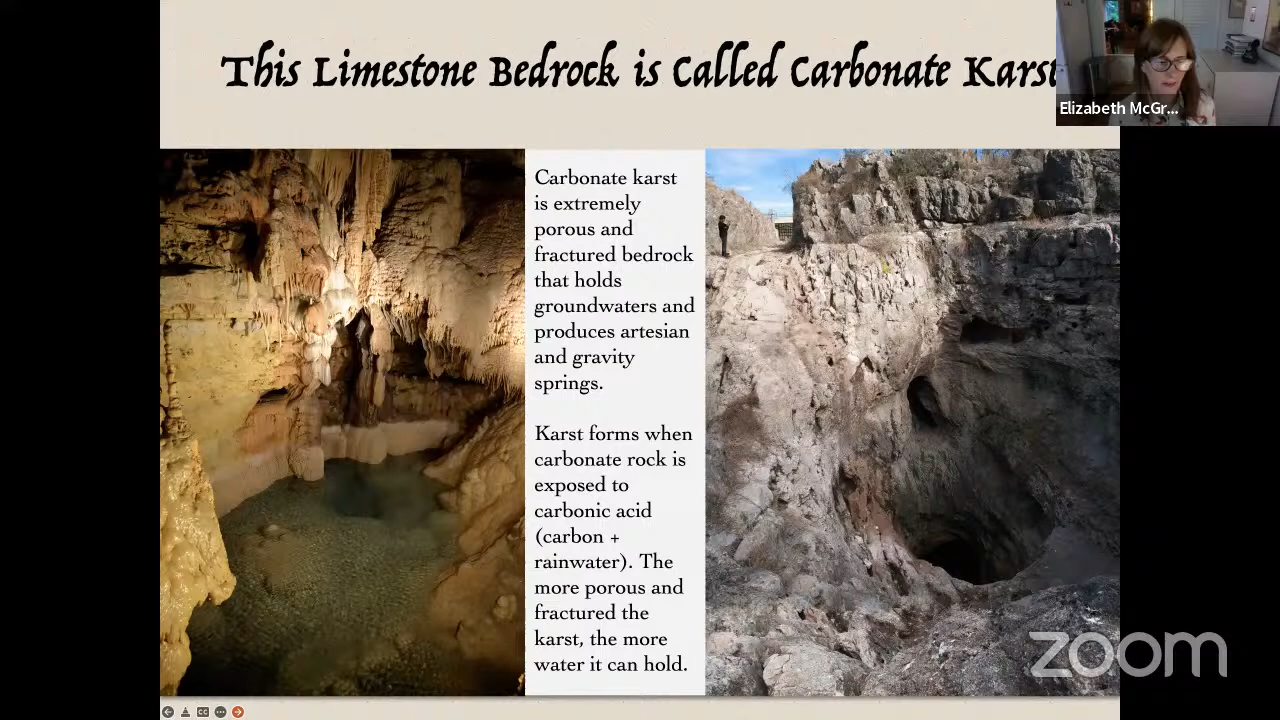 This Limestone Bedrock is Called Carbonate Karst
Elizabeth McGr...
Carbonate karst
is extremely
porous and
fractured bedrock
that holds
groundwaters and
produces artesian
and gravity
springs.
Karst forms when
carbonate rock is
exposed to
carbonic acid
(carbon +
rainwater). The
more porous and
fractured the
karst, the more
water it can hold.
zoom
CC